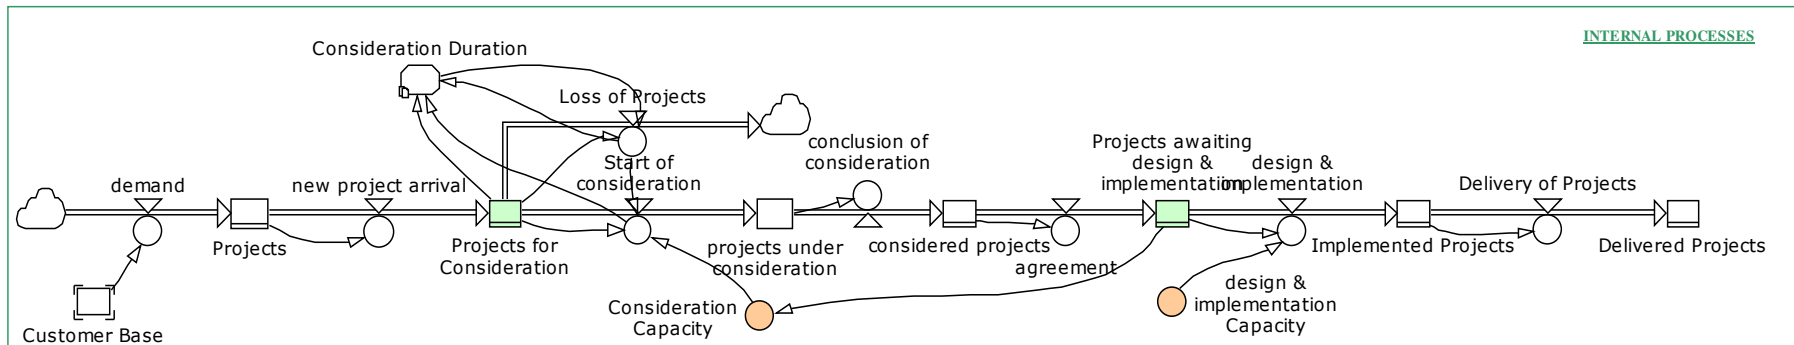 INTERNAL PROCESSES
Consideration Duration
Loss of Projects
conclusion of
consideration
Projects awaiting
design &
implementation
design &
implementation
Start of
consideration
demand
new project arrival
Delivery of Projects
Projects
Projects for
Consideration
projects under
consideration
considered projects
agreement
Implemented Projects
Delivered Projects
Customer Base
Consideration
Capacity
design &
implementation
Capacity